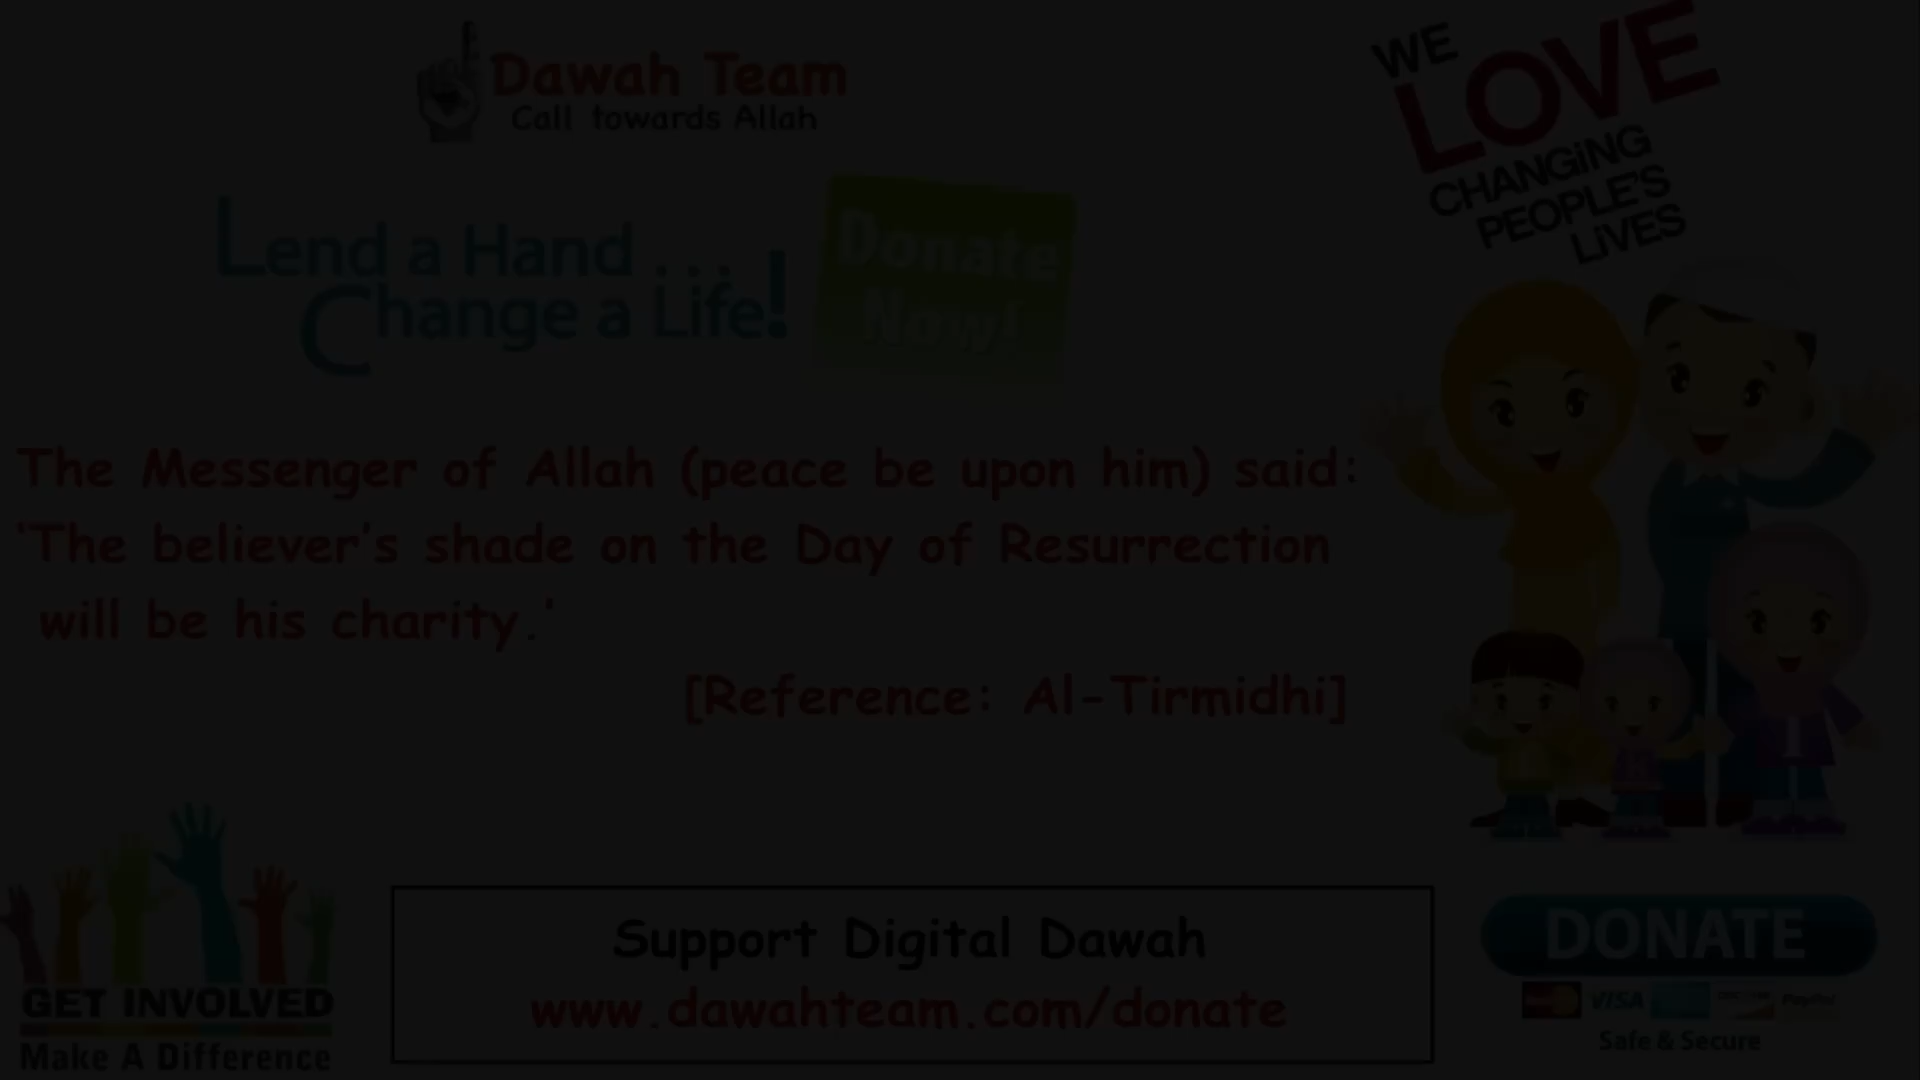 Dawah Team
Call towards Allah
WE
LOVE
CHANGiNG
PEOPLE'S
LiVES
Lend a Hand ...
Change a Life!
Donate
Now!
The Messenger of Allah (peace be upon him) said:
‘The believer’s shade on the Day of Resurrection
will be his charity.’
[Reference: Al-Tirmidhi]
GET INVOLVED
Make A Difference
Support Digital Dawah
www.dawahteam.com/donate
DONATE
VISA
PayPal
Safe & Secure